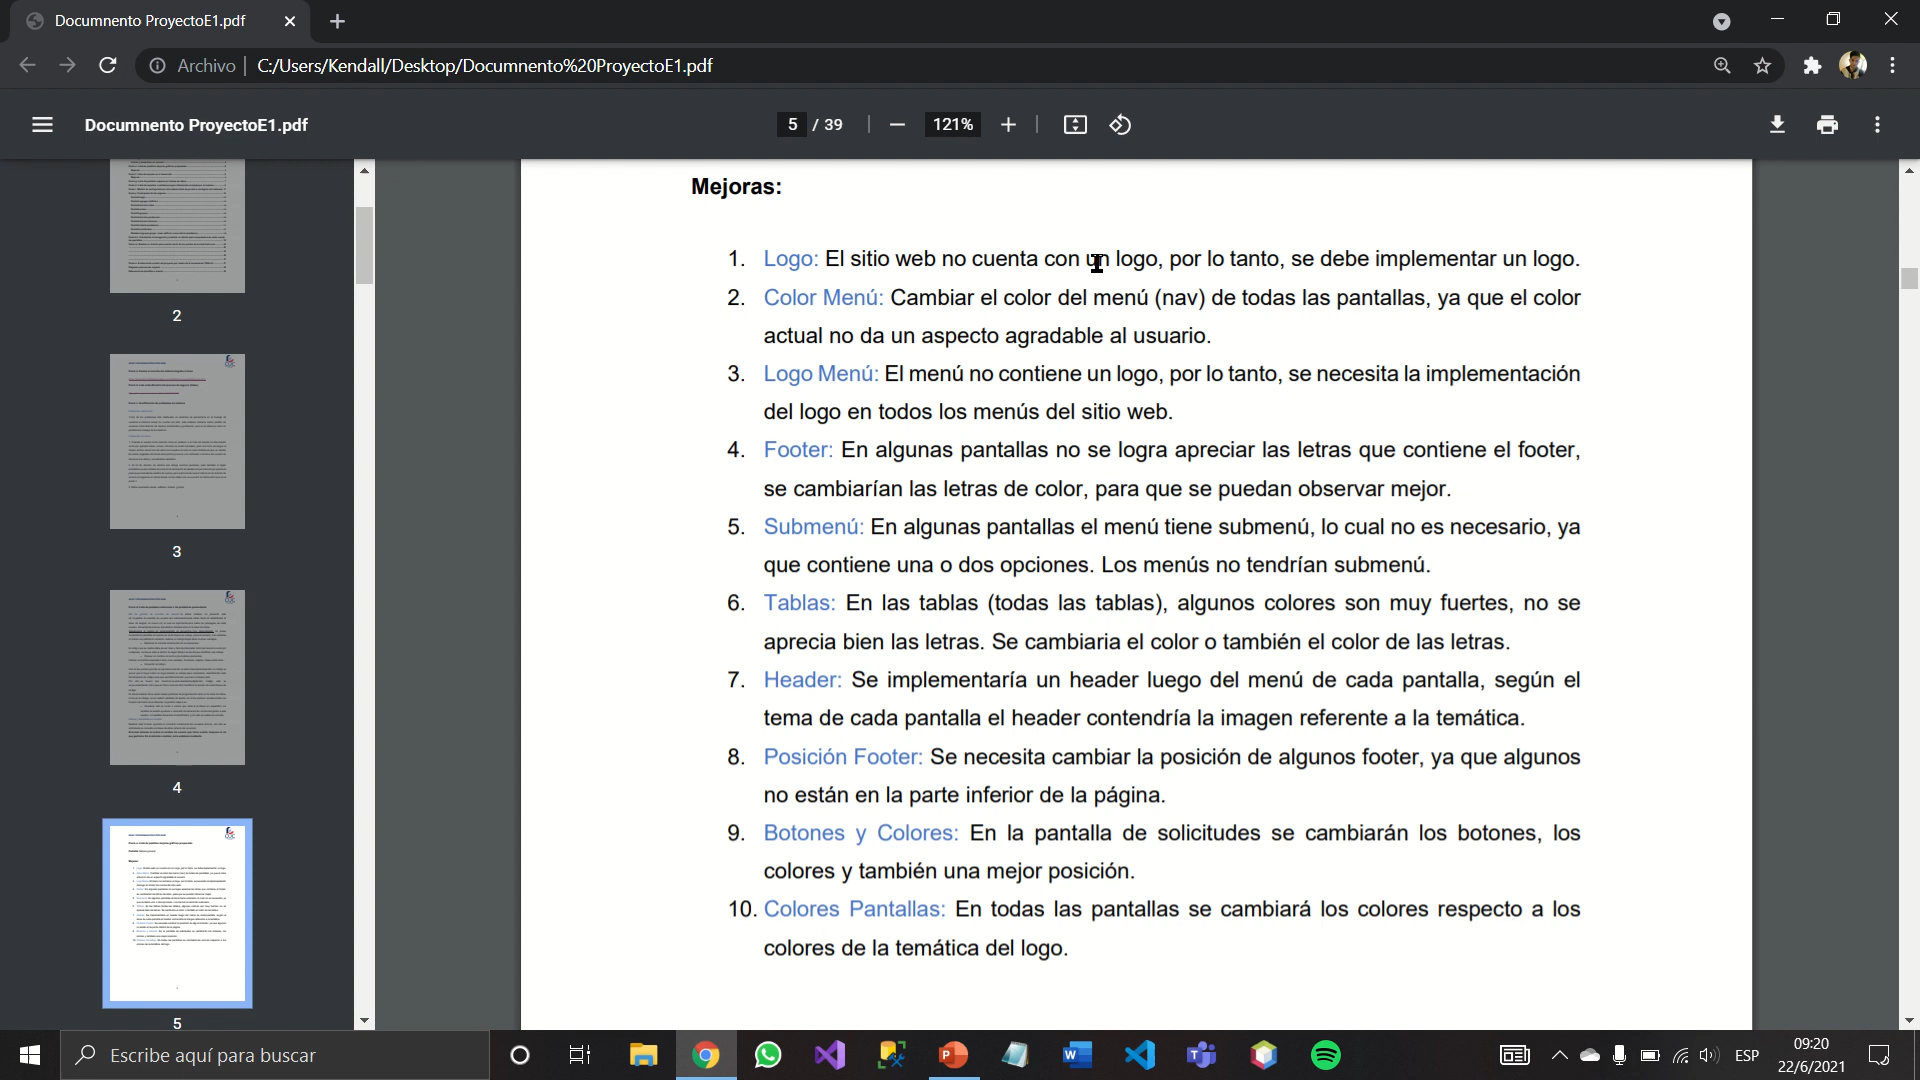 Documnento ProyectoE1.pdf
Archivo
C:/Users/Kendall/Desktop/Documnento%20ProyectoE1.pdf
Documnento ProyectoE1.pdf
5 / 39
121%
2
3
4
5
Mejoras:
1. Logo: El sitio web no cuenta con un logo, por lo tanto, se debe implementar un logo.
2. Color Menú: Cambiar el color del menú (nav) de todas las pantallas, ya que el color
actual no da un aspecto agradable al usuario.
3. Logo Menú: El menú no contiene un logo, por lo tanto, se necesita la implementación
del logo en todos los menús del sitio web.
4. Footer: En algunas pantallas no se logra apreciar las letras que contiene el footer,
se cambiarían las letras de color, para que se puedan observar mejor.
5. Submenú: En algunas pantallas el menú tiene submenú, lo cual no es necesario, ya
que contiene una o dos opciones. Los menús no tendrían submenú.
6. Tablas: En las tablas (todas las tablas), algunos colores son muy fuertes, no se
aprecia bien las letras. Se cambiaria el color o también el color de las letras.
7. Header: Se implementaría un header luego del menú de cada pantalla, según el
tema de cada pantalla el header contendría la imagen referente a la temática.
8. Posición Footer: Se necesita cambiar la posición de algunos footer, ya que algunos
no están en la parte inferior de la página.
9. Botones y Colores: En la pantalla de solicitudes se cambiarán los botones, los
colores y también una mejor posición.
10. Colores Pantallas: En todas las pantallas se cambiará los colores respecto a los
colores de la temática del logo.
Escribe aquí para buscar
ESP
09:20
22/6/2021